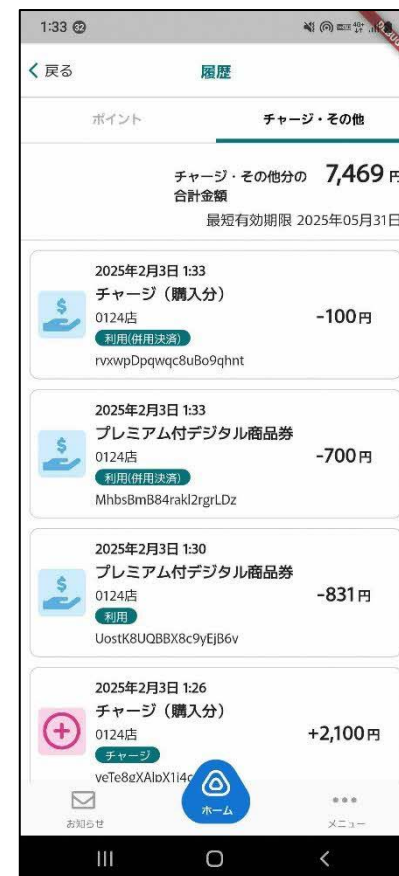 1:33
戻る
履歴
ポイント
チャージ・その他
チャージ・その他分の 7,469 円
合計金額
最短有効期限 2025年05月31日
2025年2月3日 1:33
チャージ（購入分）
0124店
-100円
利用(併用決済)
rvxwpDpqwqc8uBo9qhnt
2025年2月3日 1:33
プレミアム付デジタル商品券
0124店
-700円
利用(併用決済)
MhbsBmB84rakl2rgrLDz
2025年2月3日 1:30
プレミアム付デジタル商品券
0124店
-831円
利用
UostK8UQBBX8c9yEjB6v
2025年2月3日 1:26
チャージ（購入分）
0124店
+2,100円
チャージ
お知らせ
ホーム
メニュー